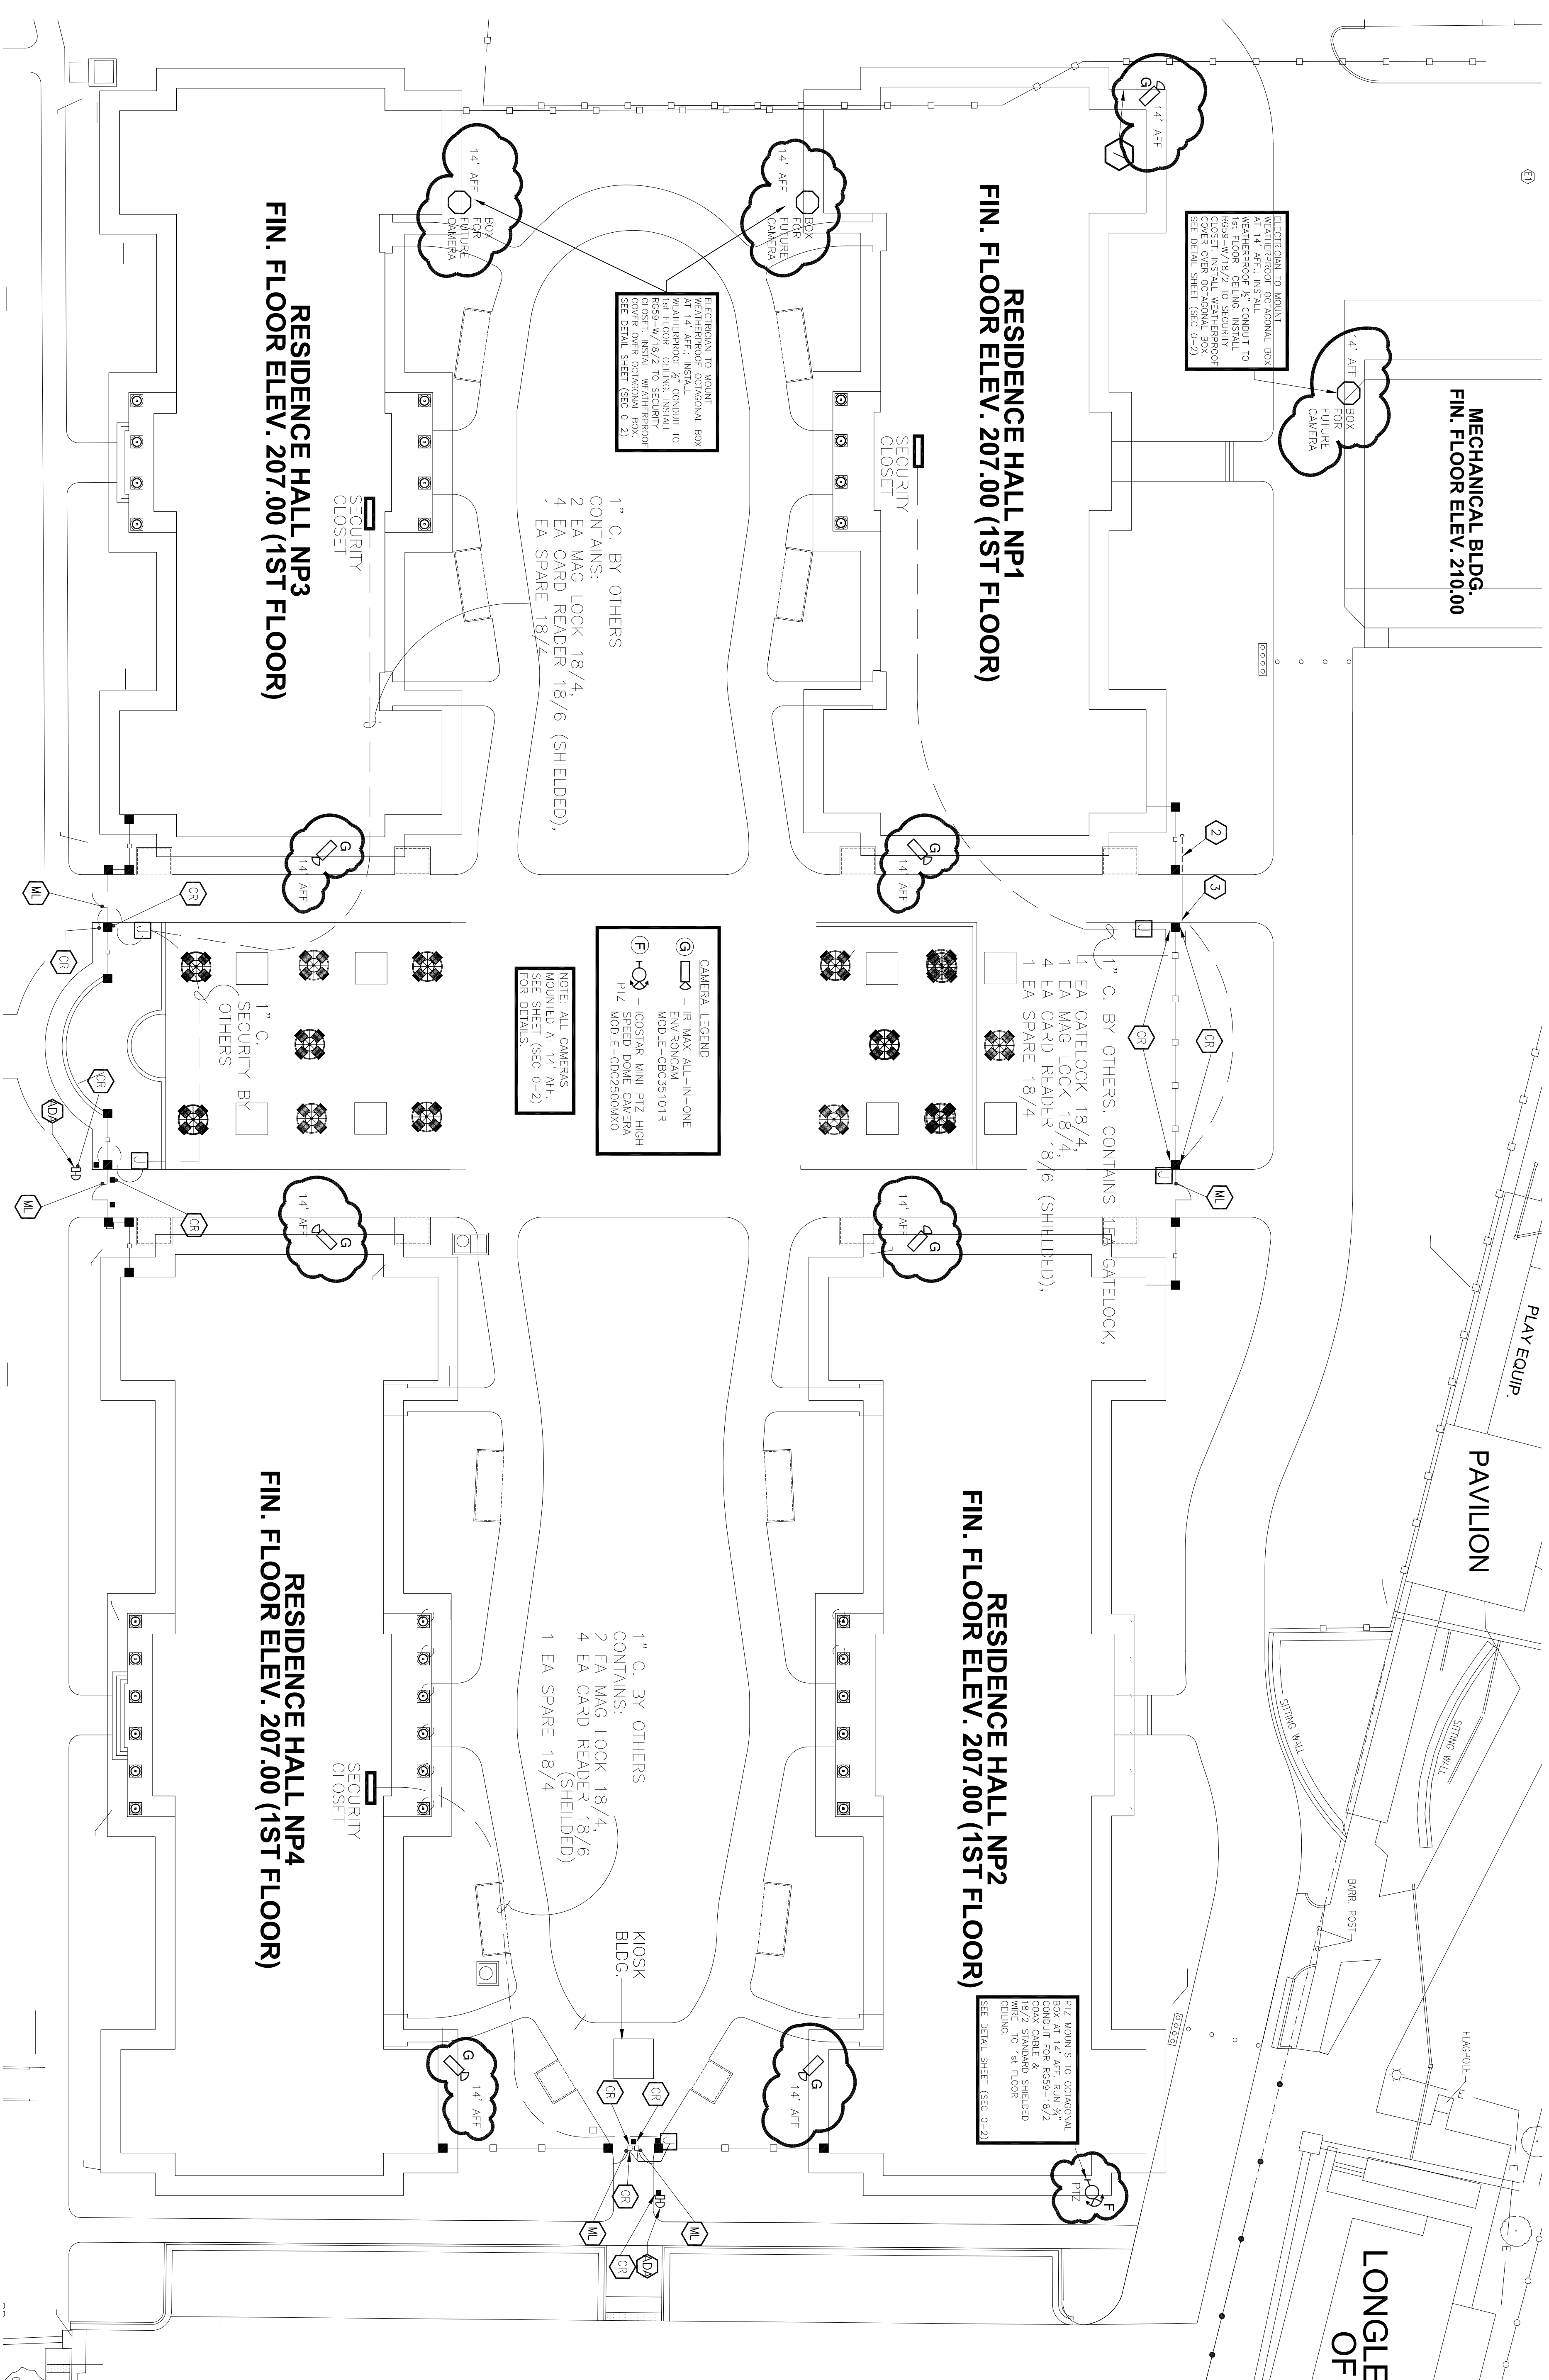 E1
MECHANICAL BLDG.
FIN. FLOOR ELEV. 210.00
14' AFF
BOX
FOR
FUTURE
CAMERA
ELECTRICIAN TO MOUNT
WEATHERPROOF OCTAGONAL BOX
AT 14' AFF.; INSTALL
WEATHERPROOF ½" CONDUIT TO
1st FLOOR CEILING. INSTALL
RG59-W/18/2 TO SECURITY
CLOSET. INSTALL WEATHERPROOF
COVER OVER OCTAGONAL BOX.
SEE DETAIL SHEET (SEC 0-2)
G
14' AFF
RESIDENCE HALL NP1
FIN. FLOOR ELEV. 207.00 (1ST FLOOR)
SECURITY
CLOSET
14' AFF
BOX
FOR
FUTURE
CAMERA
ELECTRICIAN TO MOUNT
WEATHERPROOF OCTAGONAL BOX
AT 14' AFF.; INSTALL
WEATHERPROOF ½" CONDUIT TO
1st FLOOR CEILING. INSTALL
RG59-W/18/2 TO SECURITY
CLOSET. INSTALL WEATHERPROOF
COVER OVER OCTAGONAL BOX.
SEE DETAIL SHEET (SEC 0-2)
14' AFF
BOX
FOR
FUTURE
CAMERA
1" C. BY OTHERS
CONTAINS:
2 EA MAG LOCK 18/4,
4 EA CARD READER 18/6 (SHIELDED),
1 EA SPARE 18/4
RESIDENCE HALL NP3
FIN. FLOOR ELEV. 207.00 (1ST FLOOR)
SECURITY
CLOSET
2
3
G
14' AFF
G
14' AFF
J
CR
CR
ML
J
1" C. BY OTHERS. CONTAINS 1EA GATELOCK,
1 EA GATELOCK 18/4,
1 EA MAG LOCK 18/4,
4 EA CARD READER 18/6 (SHIELDED),
1 EA SPARE 18/4
CAMERA LEGEND
G - IR MAX. ALL-IN-ONE
ENVIRONCAM
MODLE-CBC35101R
F - ICOSTAR MINI PTZ HIGH
SPEED DOME CAMERA
PTZ MODLE-CDC2500MXO
NOTE: ALL CAMERAS
MOUNTED AT 14' AFF.
SEE SHEET (SEC 0-2)
FOR DETAILS.
1" C.
SECURITY BY
OTHERS
CR
ML
CR
J
CR
ADA
J
ML
CR
G
14' AFF
G
14' AFF
PLAY EQUIP.
PAVILION
SITTING WALL
SITTING WALL
BARR. POST
FLAGPOLE
E
E
E
LONGLE
OF
RESIDENCE HALL NP2
FIN. FLOOR ELEV. 207.00 (1ST FLOOR)
PTZ MOUNTS TO OCTAGONAL
BOX AT 14' AFF. RUN ¾"
CONDUIT FOR RG59-18/2
COAX CABLE &
18/2 STANDARD SHIELDED
WIRE TO 1st FLOOR
CEILING.
SEE DETAIL SHEET (SEC 0-2)
F
PTZ
1" C. BY OTHERS
CONTAINS:
2 EA MAG LOCK 18/4,
4 EA CARD READER 18/6
(SHEILDED)
1 EA SPARE 18/4
KIOSK
BLDG.
RESIDENCE HALL NP4
FIN. FLOOR ELEV. 207.00 (1ST FLOOR)
SECURITY
CLOSET
G
14' AFF
G
14' AFF
CR
CR
J
CR
ML
ML
CR
ADA